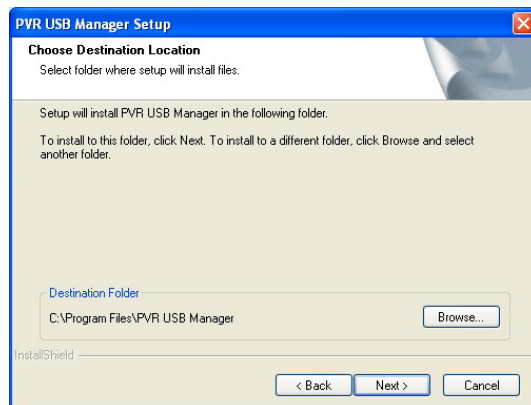 PVR USB Manager Setup
Choose Destination Location
Select folder where setup will install files.
Setup will install PVR USB Manager in the following folder.
To install to this folder, click Next. To install to a different folder, click Browse and select
another folder.
Destination Folder
C:\Program Files\PVR USB Manager
Browse...
InstallShield
< Back
Next >
Cancel